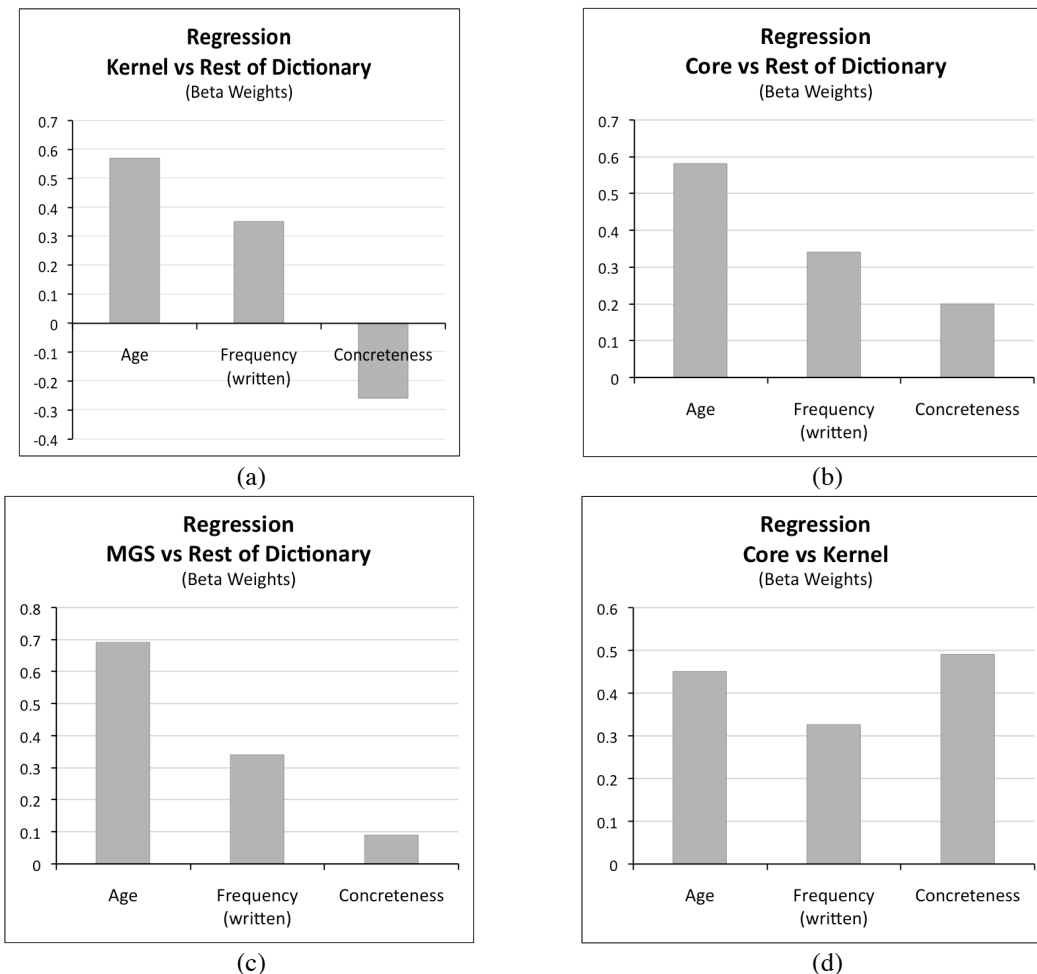 Regression
Kernel vs Rest of Dictionary
(Beta Weights)
0.7
0.6
0.5
0.4
0.3
0.2
0.1
0
-0.1
-0.2
-0.3
-0.4
Age
Frequency
(written)
Concreteness
(a)
Regression
Core vs Rest of Dictionary
(Beta Weights)
0.7
0.6
0.5
0.4
0.3
0.2
0.1
0
Age
Frequency
(written)
Concreteness
(b)
Regression
MGS vs Rest of Dictionary
(Beta Weights)
0.8
0.7
0.6
0.5
0.4
0.3
0.2
0.1
0
Age
Frequency
(written)
Concreteness
(c)
Regression
Core vs Kernel
(Beta Weights)
0.6
0.5
0.4
0.3
0.2
0.1
0
Age
Frequency
(written)
Concreteness
(d)